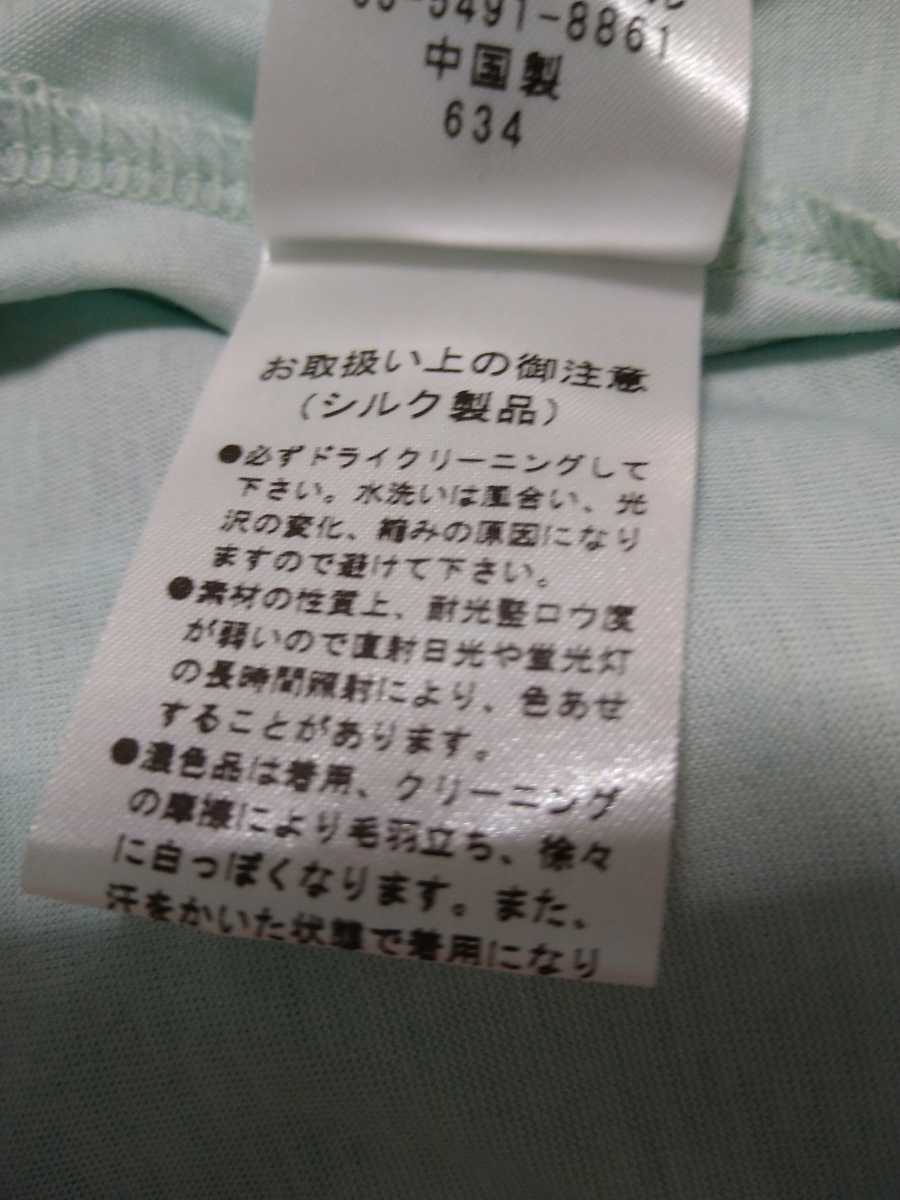 5491-8861
中国製
634
お取扱い上の御注意
(シルク製品)
●必ずドライクリーニングして
下さい。水洗いは風合い、光
沢の変化、縮みの原因になり
ますので避けて下さい。
●素材の性質上、耐光堅ロウ度
が弱いので直射日光や蛍光灯
の長時間照射により、色あせ
することがあります。
●濃色品は着用、クリーニング
の摩擦により毛羽立ち、徐々
に白っぽくなります。また、
汗をかいた状態で着用になり